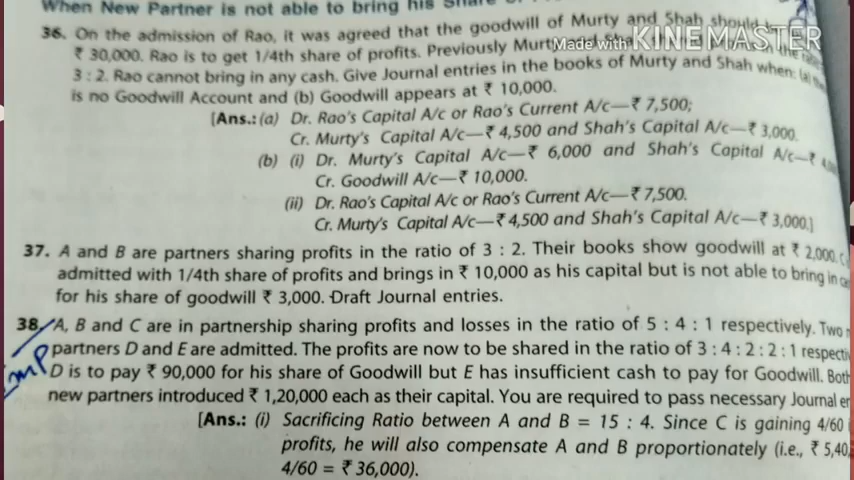 When New Partner is not able to bring his Share
36. On the admission of Rao, it was agreed that the goodwill of Murty and Shah should
₹ 30,000. Rao is to get 1/4th share of profits. Previously
Made with KINEMASTER
3 : 2. Rao cannot bring in any cash. Give Journal entries in the books of Murty and Shah when: (a)
is no Goodwill Account and (b) Goodwill appears at ₹ 10,000.
[Ans.: (a) Dr. Rao's Capital A/c or Rao's Current A/c—₹ 7,500;
Cr. Murty's Capital A/c—₹ 4,500 and Shah's Capital A/c—₹ 3,000.
(b) (i) Dr. Murty's Capital A/c—₹ 6,000 and Shah's Capital A/c—₹
Cr. Goodwill A/c—₹ 10,000.
(ii) Dr. Rao's Capital A/c or Rao's Current A/c—₹ 7,500.
Cr. Murty's Capital A/c—₹ 4,500 and Shah's Capital A/c—₹ 3,000.]
37. A and B are partners sharing profits in the ratio of 3 : 2. Their books show goodwill at ₹ 2,000.
admitted with 1/4th share of profits and brings in ₹ 10,000 as his capital but is not able to bring in
for his share of goodwill ₹ 3,000. Draft Journal entries.
38. A, B and C are in partnership sharing profits and losses in the ratio of 5 : 4 : 1 respectively. Two
partners D and E are admitted. The profits are now to be shared in the ratio of 3 : 4 : 2 : 2 : 1
Imp D is to pay ₹ 90,000 for his share of Goodwill but E has insufficient cash to pay for Goodwill. Both
new partners introduced ₹ 1,20,000 each as their capital. You are required to pass necessary Journal
[Ans.: (i) Sacrificing Ratio between A and B = 15 : 4. Since C is gaining 4/60
profits, he will also compensate A and B proportionately (i.e., ₹ 5,40,
4/60 = ₹ 36,000).